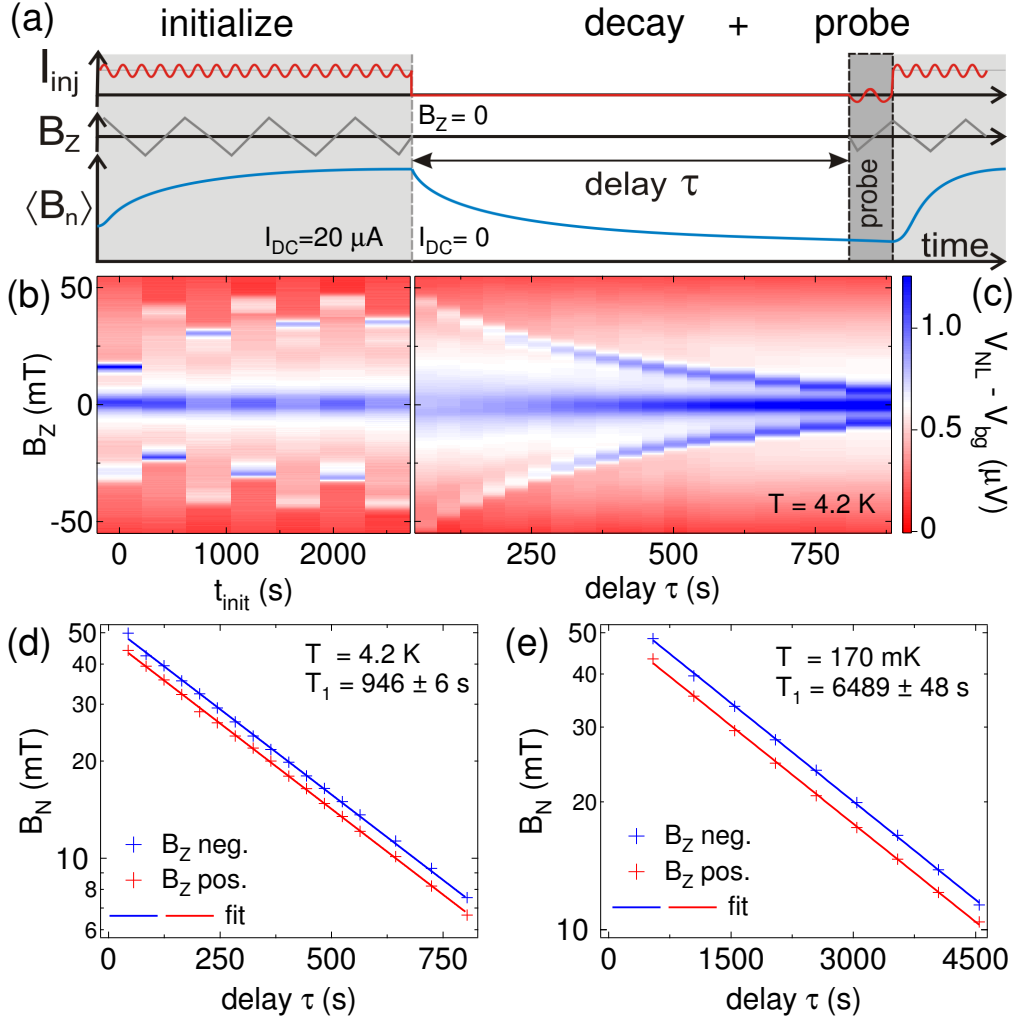 (a) initialize decay + probe
I_inj
B_Z B_Z = 0
delay τ
probe
⟨B_n⟩
I_DC=20 μA I_DC= 0 time
(b) (c)
50
0
-50
B_Z (mT)
0 1000 2000
t_init (s)
T = 4.2 K
250 500 750
delay τ (s)
1.0
0.5
0
V_NL - V_bg (μV)
(d)
T = 4.2 K
T_1 = 946 ± 6 s
50
40
30
20
10
8
6
B_N (mT)
B_Z neg.
B_Z pos.
fit
0 250 500 750
delay τ (s)
(e)
T = 170 mK
T_1 = 6489 ± 48 s
50
40
30
20
10
B_N (mT)
B_Z neg.
B_Z pos.
fit
0 1500 3000 4500
delay τ (s)